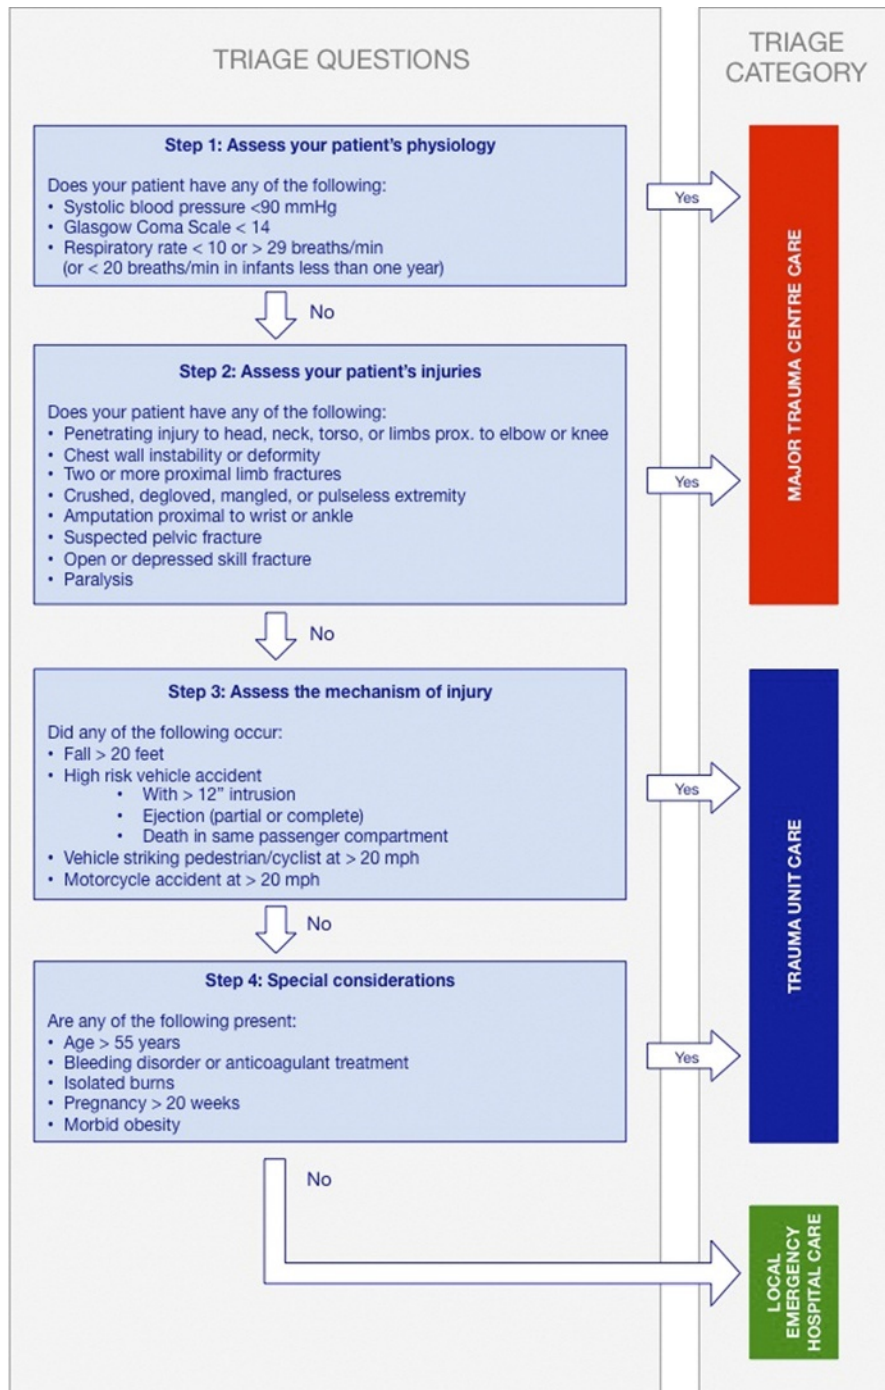 TRIAGE QUESTIONS
TRIAGE
CATEGORY
Step 1: Assess your patient's physiology
Does your patient have any of the following:
• Systolic blood pressure <90 mmHg
• Glasgow Coma Scale < 14
• Respiratory rate < 10 or > 29 breaths/min
(or < 20 breaths/min in infants less than one year)
Yes
No
Step 2: Assess your patient's injuries
Does your patient have any of the following:
• Penetrating injury to head, neck, torso, or limbs prox. to elbow or knee
• Chest wall instability or deformity
• Two or more proximal limb fractures
• Crushed, degloved, mangled, or pulseless extremity
• Amputation proximal to wrist or ankle
• Suspected pelvic fracture
• Open or depressed skill fracture
• Paralysis
Yes
MAJOR TRAUMA CENTRE CARE
No
Step 3: Assess the mechanism of injury
Did any of the following occur:
• Fall > 20 feet
• High risk vehicle accident
• With > 12” intrusion
• Ejection (partial or complete)
• Death in same passenger compartment
• Vehicle striking pedestrian/cyclist at > 20 mph
• Motorcycle accident at > 20 mph
Yes
No
Step 4: Special considerations
Are any of the following present:
• Age > 55 years
• Bleeding disorder or anticoagulant treatment
• Isolated burns
• Pregnancy > 20 weeks
• Morbid obesity
Yes
TRAUMA UNIT CARE
No
LOCAL
EMERGENCY
HOSPITAL CARE